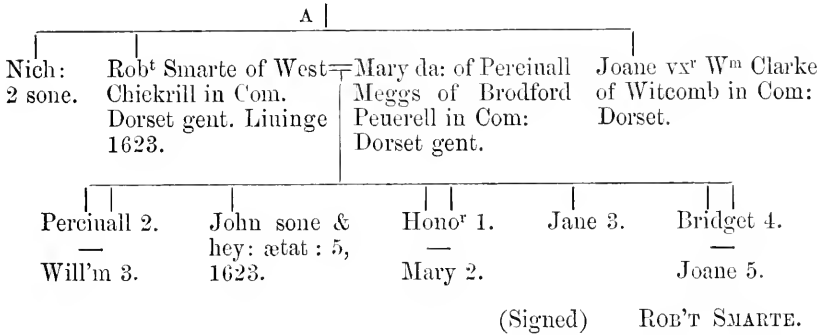 A
Nich:
2 sone.
Robt Smarte of West
Chickrill in Com.
Dorset gent. Liuinge
1623.
Mary da: of Perciuall
Meggs of Brodford
Peuerell in Com:
Dorset gent.
Joane vxr Wm Clarke
of Witcomb in Com:
Dorset.
Perciuall 2.
Will'm 3.
John sone &
hey: ætat : 5,
1623.
Honor 1.
Mary 2.
Jane 3.
Bridget 4.
Joane 5.
(Signed) ROB'T SMARTE.